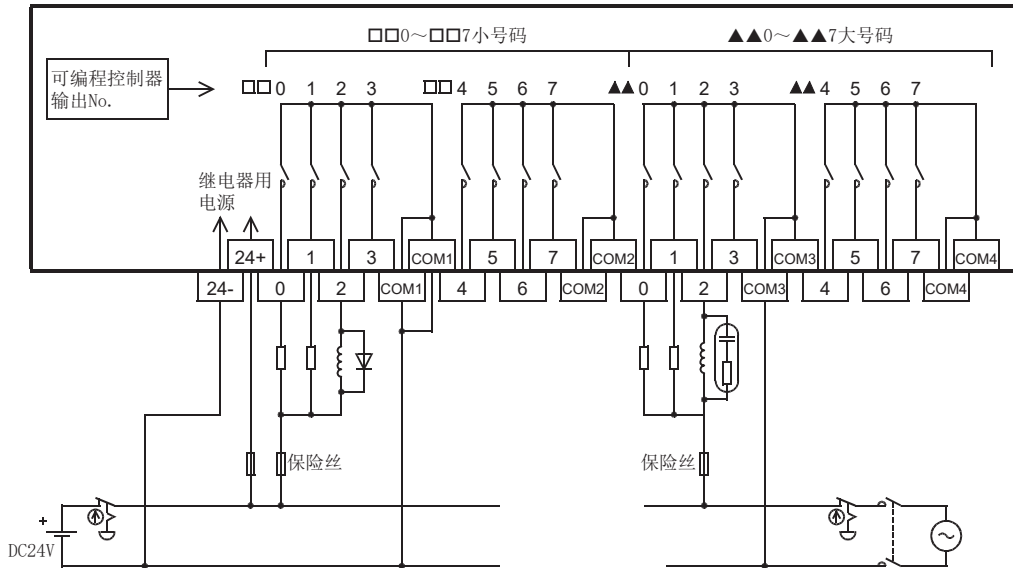 □□0～□□7小号码
▲▲0～▲▲7大号码
可编程控制器
输出No.
□□ 0 1 2 3
□□ 4 5 6 7
▲▲ 0 1 2 3
▲▲ 4 5 6 7
继电器用
电源
24+ 1 3 COM1 5 7 COM2 1 3 COM3 5 7 COM4
24- 0 2 COM1 4 6 COM2 0 2 COM3 4 6 COM4
保险丝
保险丝
+
DC24V